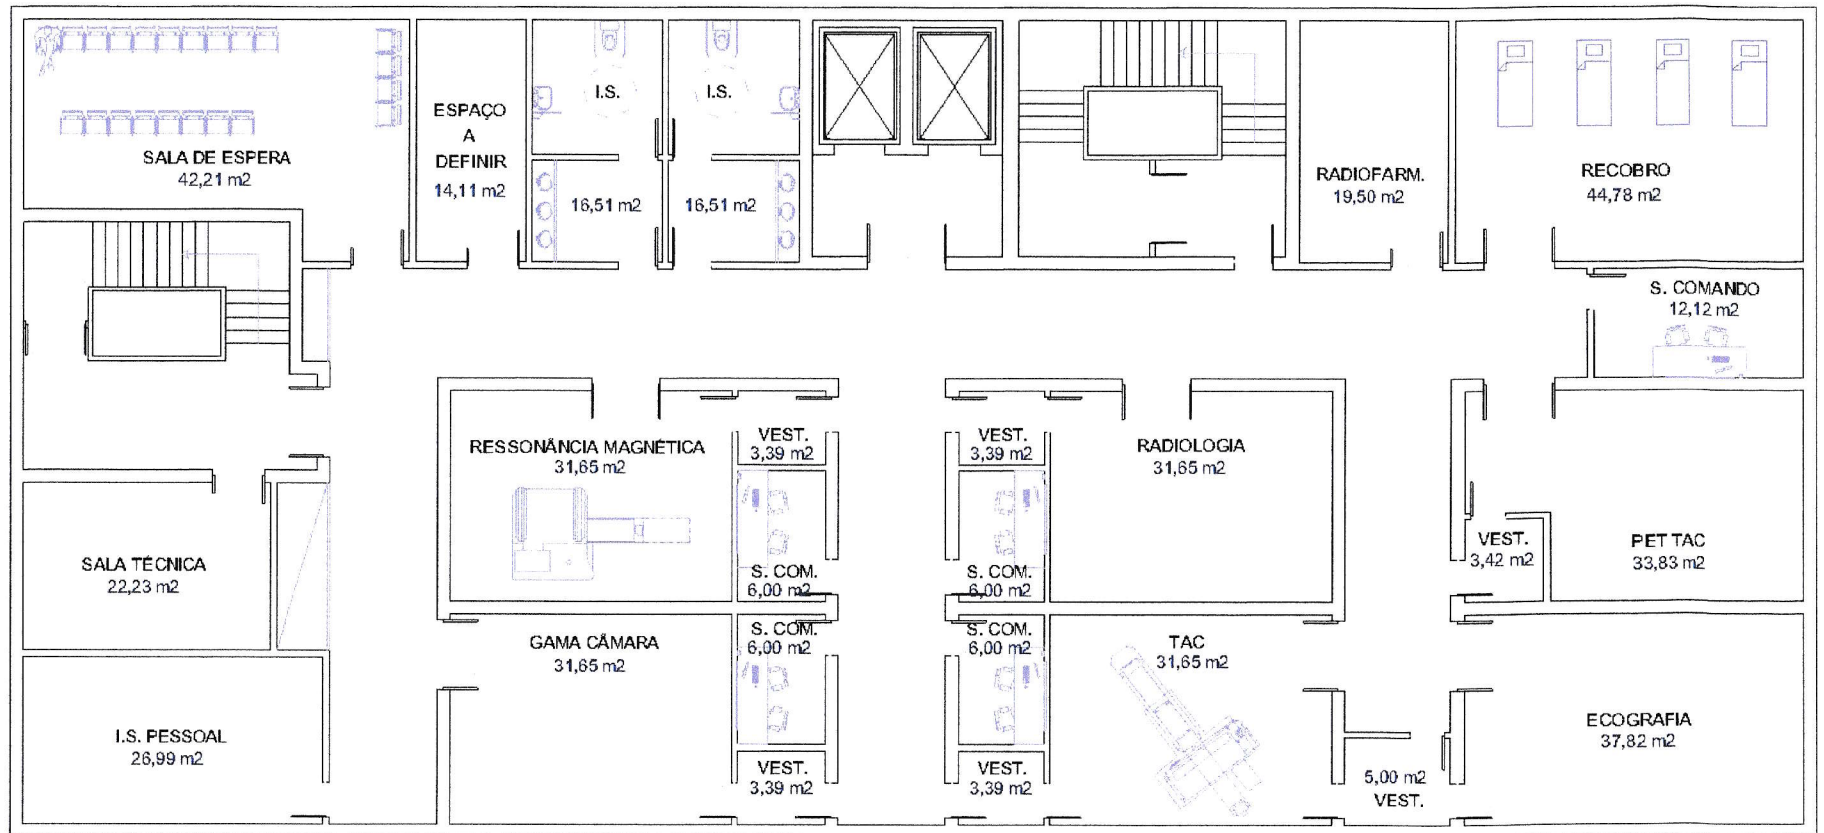 SALA DE ESPERA
42,21 m2
ESPAÇO
A
DEFINIR
14,11 m2
I.S.
16,51 m2
I.S.
16,51 m2
RADIOFARM.
19,50 m2
RECOBRO
44,78 m2
S. COMANDO
12,12 m2
RESSONÂNCIA MAGNÉTICA
31,65 m2
VEST.
3,39 m2
VEST.
3,39 m2
RADIOLOGIA
31,65 m2
SALA TÉCNICA
22,23 m2
S. COM.
6,00 m2
S. COM.
6,00 m2
VEST.
3,42 m2
PET TAC
33,83 m2
GAMA CÂMARA
31,65 m2
S. COM.
6,00 m2
S. COM.
6,00 m2
TAC
31,65 m2
I.S. PESSOAL
26,99 m2
VEST.
3,39 m2
VEST.
3,39 m2
5,00 m2
VEST.
ECOGRAFIA
37,82 m2